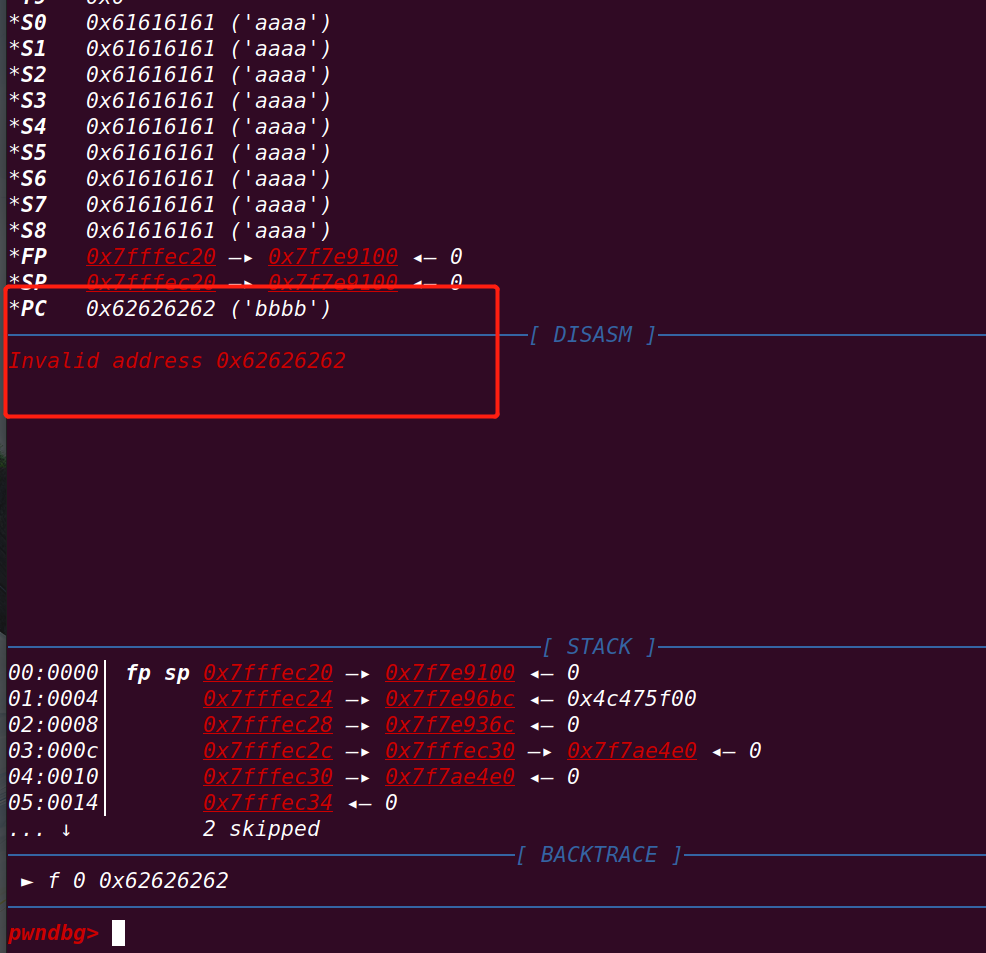 *S0 0x61616161 ('aaaa')
*S1 0x61616161 ('aaaa')
*S2 0x61616161 ('aaaa')
*S3 0x61616161 ('aaaa')
*S4 0x61616161 ('aaaa')
*S5 0x61616161 ('aaaa')
*S6 0x61616161 ('aaaa')
*S7 0x61616161 ('aaaa')
*S8 0x61616161 ('aaaa')
*FP 0x7fffec20 —▸ 0x7f7e9100 ◂— 0
*SP 0x7fffec20 —▸ 0x7f7e9100 ◂— 0
*PC 0x62626262 ('bbbb')
[ DISASM ]
Invalid address 0x62626262
[ STACK ]
00:0000│ fp sp 0x7fffec20 —▸ 0x7f7e9100 ◂— 0
01:0004│ 0x7fffec24 —▸ 0x7f7e96bc ◂— 0x4c475f00
02:0008│ 0x7fffec28 —▸ 0x7f7e936c ◂— 0
03:000c│ 0x7fffec2c —▸ 0x7fffec30 —▸ 0x7f7ae4e0 ◂— 0
04:0010│ 0x7fffec30 —▸ 0x7f7ae4e0 ◂— 0
05:0014│ 0x7fffec34 ◂— 0
... ↓ 2 skipped
[ BACKTRACE ]
► f 0 0x62626262
pwndbg>